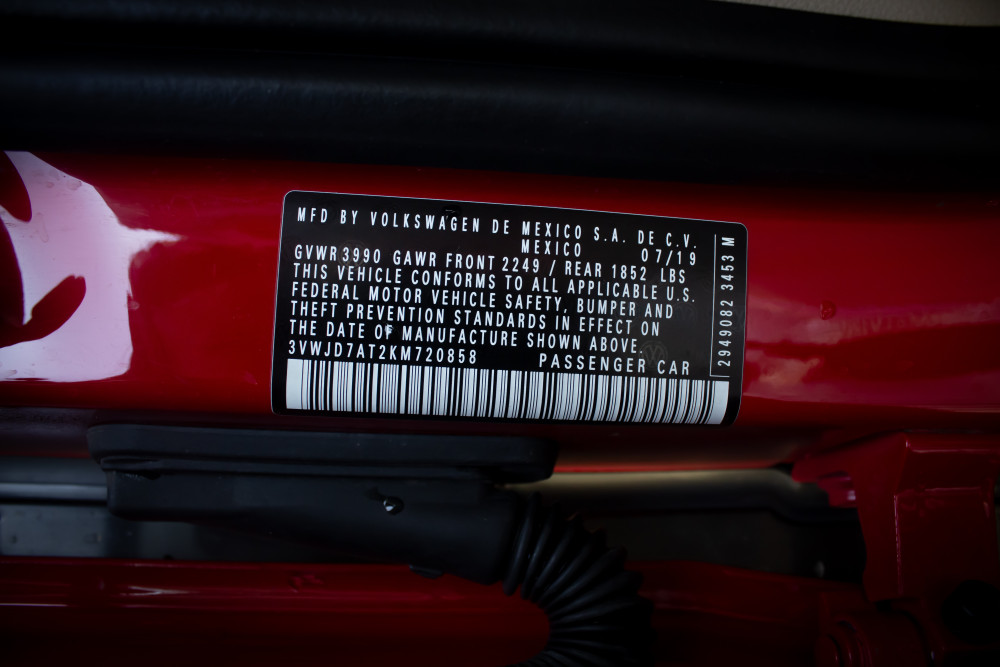 MFD BY VOLKSWAGEN DE MEXICO S.A. DE C.V.
MEXICO 07/19
GVWR3990 GAWR FRONT 2249 / REAR 1852 LBS
THIS VEHICLE CONFORMS TO ALL APPLICABLE U.S.
FEDERAL MOTOR VEHICLE SAFETY, BUMPER AND
THEFT PREVENTION STANDARDS IN EFFECT ON
THE DATE OF MANUFACTURE SHOWN ABOVE.
3VWJD7AT2KM720858 PASSENGER CAR
2949082 3453 M